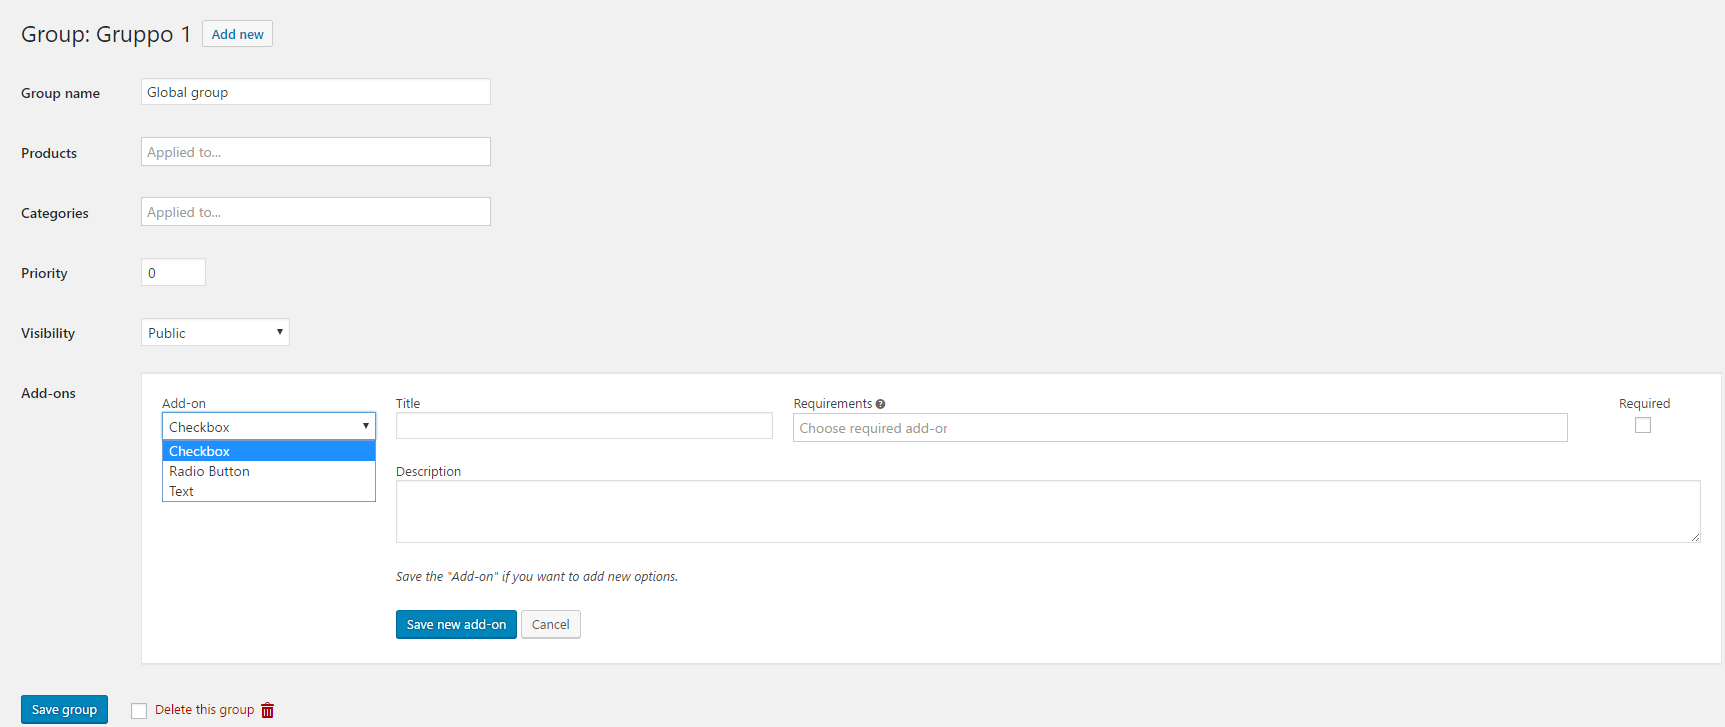 Group: Gruppo 1 Add new
Group name Global group
Products Applied to...
Categories Applied to...
Priority 0
Visibility Public
Add-ons
Add-on Title Requirements Required
Checkbox Choose required add-or
Checkbox
Radio Button
Text
Description
Save the "Add-on" if you want to add new options.
Save new add-on Cancel
Save group Delete this group